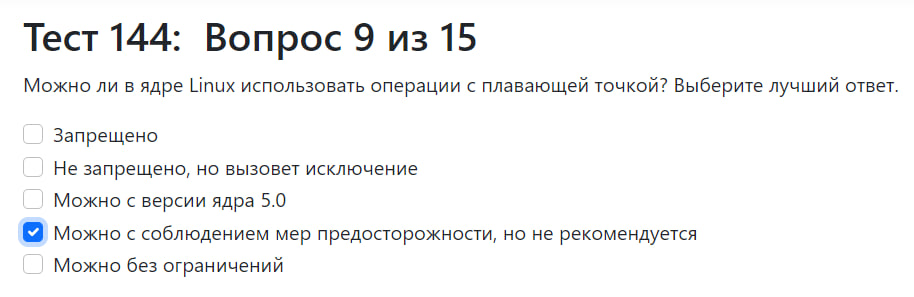 Тест 144: Вопрос 9 из 15
Можно ли в ядре Linux использовать операции с плавающей точкой? Выберите лучший ответ.
Запрещено
Не запрещено, но вызовет исключение
Можно с версии ядра 5.0
Можно с соблюдением мер предосторожности, но не рекомендуется
Можно без ограничений